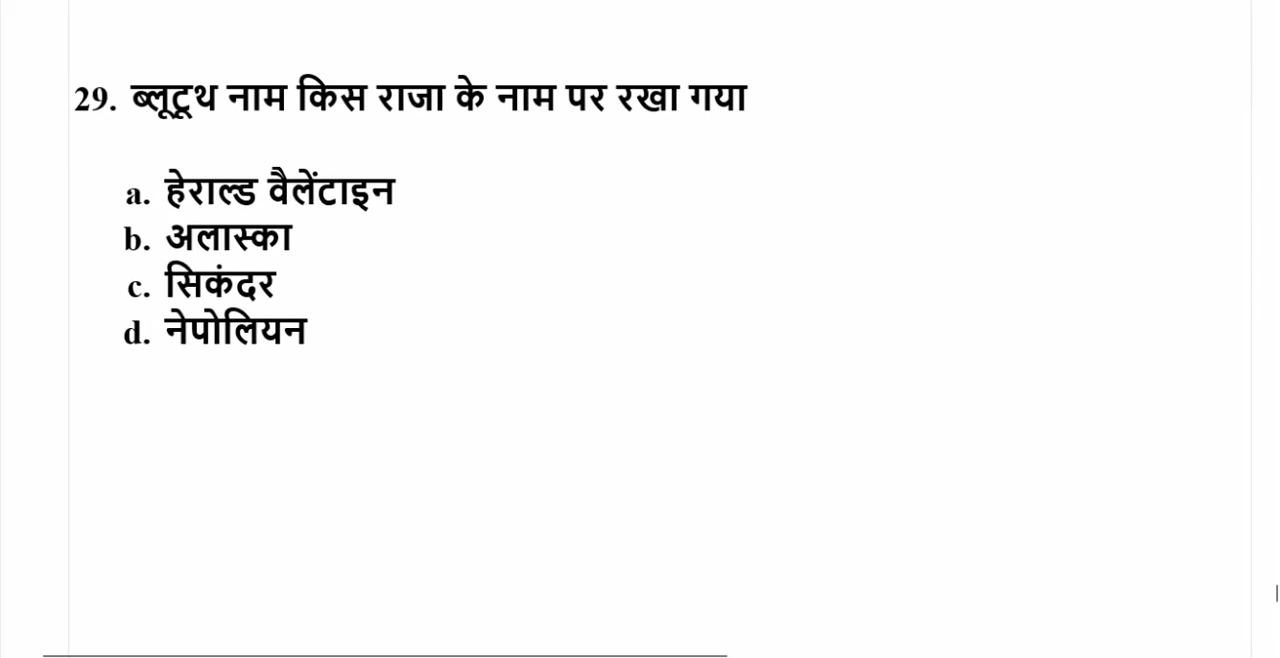 29. ब्लूटूथ नाम किस राजा के नाम पर रखा गया
a. हेराल्ड वैलेंटाइन
b. अलास्का
c. सिकंदर
d. नेपोलियन